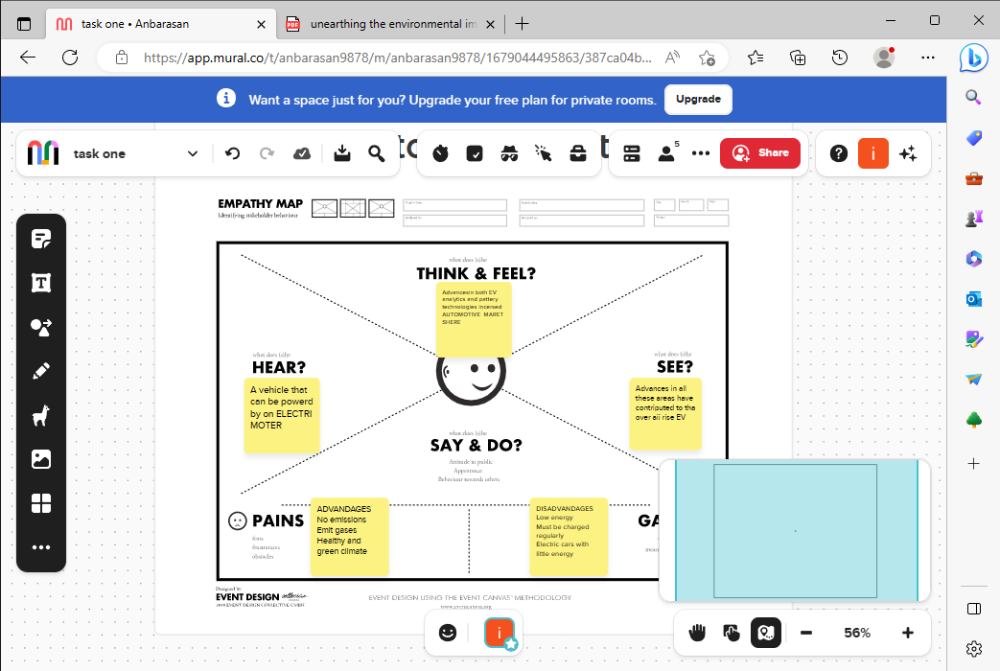 task one • Anbarasan
unearthing the environmental im
https://app.mural.co/t/anbarasan9878/m/anbarasan9878/1679044495863/387ca04b...
Want a space just for you? Upgrade your free plan for private rooms.
Upgrade
task one
5
Share
i
EMPATHY MAP
Identifying stakeholder behaviour
what does (s)he
THINK & FEEL?
Advancesin both EV
analytics and pattery
technologies incersed
AUTOMOTIVE MARET
SHERE
what does (s)he
HEAR?
A vehicle that
can be powerd
by on ELECTRI
MOTER
what does (s)he
SEE?
Advances in all
these areas have
contriputed to tha
over all rise EV
what does (s)he
SAY & DO?
Attitude in public
Appearance
Behaviour towards others
PAINS
fears
frustrations
obstacles
ADVANDAGES
No emissions
Emit gases
Healthy and
green climate
DISADVANDAGES
Low energy
Must be charged
regularly
Electric cars with
little energy
GA
Designed by
EVENT DESIGN collective
2018 EVENT DESIGN COLLECTIVE GMBH
EVENT DESIGN USING THE EVENT CANVAS™ METHODOLOGY
www.eventcanvas.org
i
56%